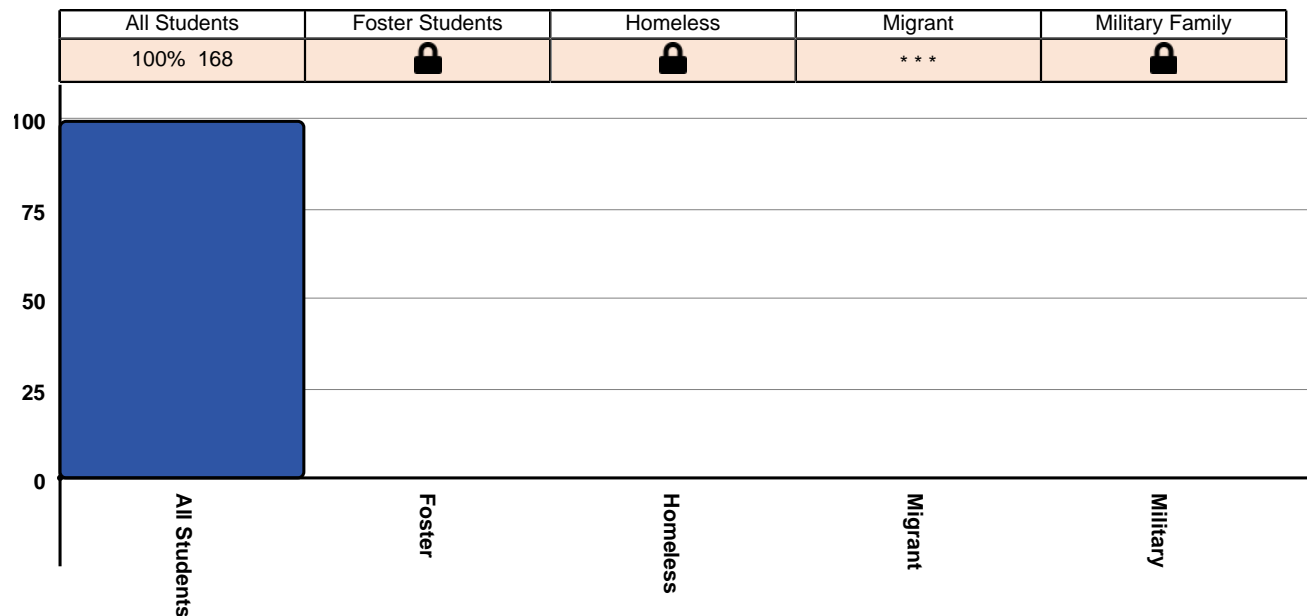 All Students Foster Students Homeless Migrant Military Family
100% 168 * * *
100
75
50
25
0
All Students Foster Homeless Migrant Military